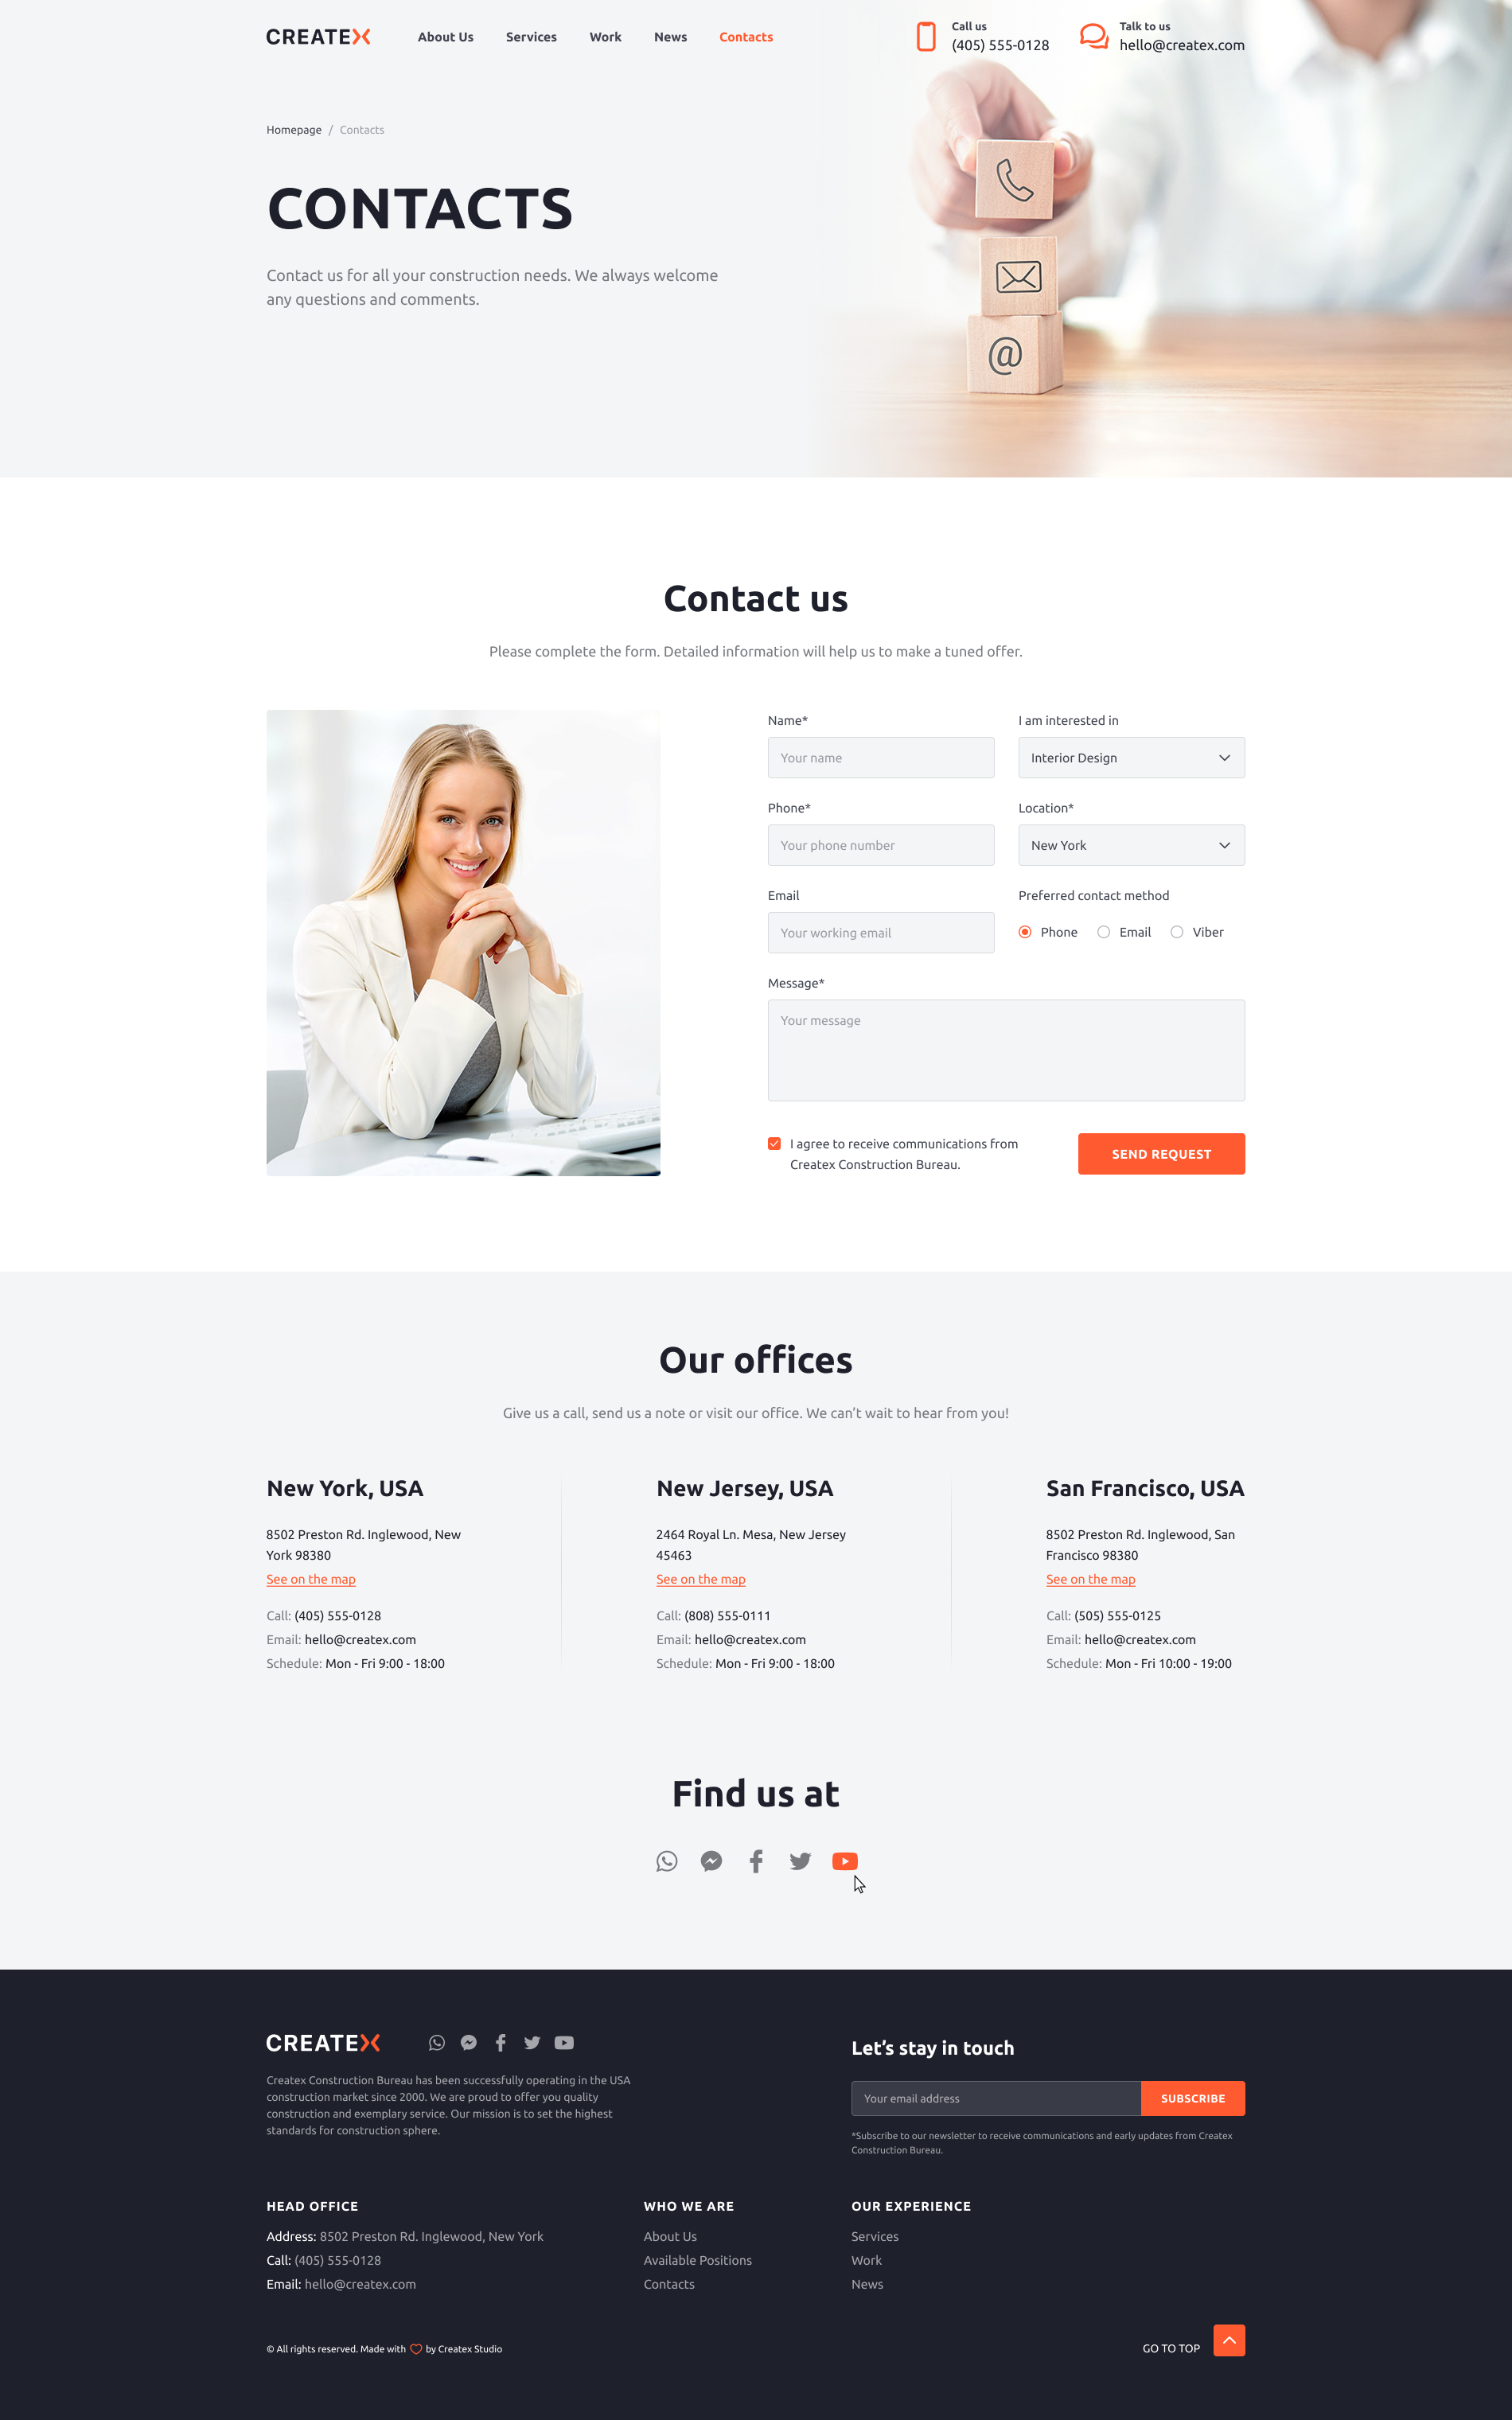 CREATEX
About Us
Services
Work
News
Contacts
Call us
(405) 555-0128
Talk to us
hello@createx.com
Homepage / Contacts
CONTACTS
Contact us for all your construction needs. We always welcome
any questions and comments.
@
Contact us
Please complete the form. Detailed information will help us to make a tuned offer.
Name*
Your name
I am interested in
Interior Design
Phone*
Your phone number
Location*
New York
Email
Your working email
Preferred contact method
Phone
Email
Viber
Message*
Your message
I agree to receive communications from
Createx Construction Bureau.
SEND REQUEST
Our offices
Give us a call, send us a note or visit our office. We can’t wait to hear from you!
New York, USA
8502 Preston Rd. Inglewood, New
York 98380
See on the map
Call: (405) 555-0128
Email: hello@createx.com
Schedule: Mon - Fri 9:00 - 18:00
New Jersey, USA
2464 Royal Ln. Mesa, New Jersey
45463
See on the map
Call: (808) 555-0111
Email: hello@createx.com
Schedule: Mon - Fri 9:00 - 18:00
San Francisco, USA
8502 Preston Rd. Inglewood, San
Francisco 98380
See on the map
Call: (505) 555-0125
Email: hello@createx.com
Schedule: Mon - Fri 10:00 - 19:00
Find us at
CREATEX
Createx Construction Bureau has been successfully operating in the USA
construction market since 2000. We are proud to offer you quality
construction and exemplary service. Our mission is to set the highest
standards for construction sphere.
Let’s stay in touch
Your email address
SUBSCRIBE
*Subscribe to our newsletter to receive communications and early updates from Createx
Construction Bureau.
HEAD OFFICE
Address: 8502 Preston Rd. Inglewood, New York
Call: (405) 555-0128
Email: hello@createx.com
WHO WE ARE
About Us
Available Positions
Contacts
OUR EXPERIENCE
Services
Work
News
© All rights reserved. Made with by Createx Studio
GO TO TOP